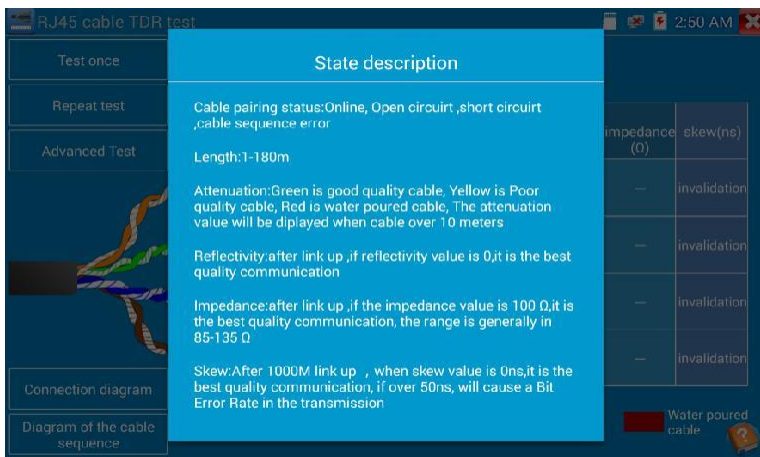 RJ45 cable TDR test
2:50 AM
Test once
Repeat test
Advanced Test
Connection diagram
Diagram of the cable
sequence
State description
Cable pairing status:Online, Open circuirt ,short circuirt
,cable sequence error
Length:1-180m
Attenuation:Green is good quality cable, Yellow is Poor
quality cable, Red is water poured cable, The attenuation
value will be diplayed when cable over 10 meters
Reflectivity:after link up ,if reflectivity value is 0,it is the best
quality communication
Impedance:after link up ,if the impedance value is 100 Ω,it is
the best quality communication, the range is generally in
85-135 Ω
Skew:After 1000M link up , when skew value is 0ns,it is the
best quality communication, if over 50ns, will cause a Bit
Error Rate in the transmission
impedance
(Ω)
skew(ns)
— invalidation
— invalidation
— invalidation
— invalidation
Water poured
cable
?